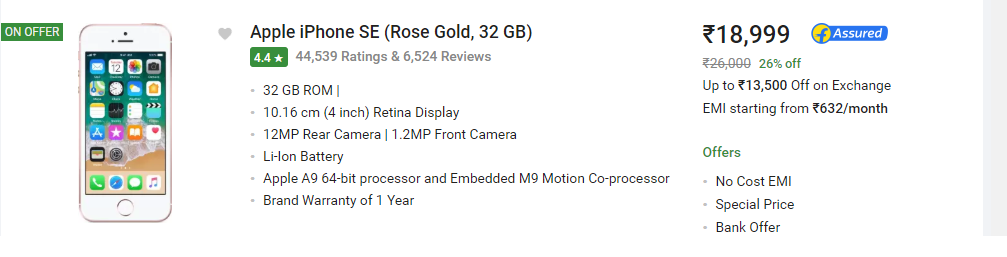 ON OFFER
Apple iPhone SE (Rose Gold, 32 GB)
4.4 ★ 44,539 Ratings & 6,524 Reviews
• 32 GB ROM |
• 10.16 cm (4 inch) Retina Display
• 12MP Rear Camera | 1.2MP Front Camera
• Li-Ion Battery
• Apple A9 64-bit processor and Embedded M9 Motion Co-processor
• Brand Warranty of 1 Year
₹18,999 f Assured
₹26,000 26% off
Up to ₹13,500 Off on Exchange
EMI starting from ₹632/month
Offers
• No Cost EMI
• Special Price
• Bank Offer